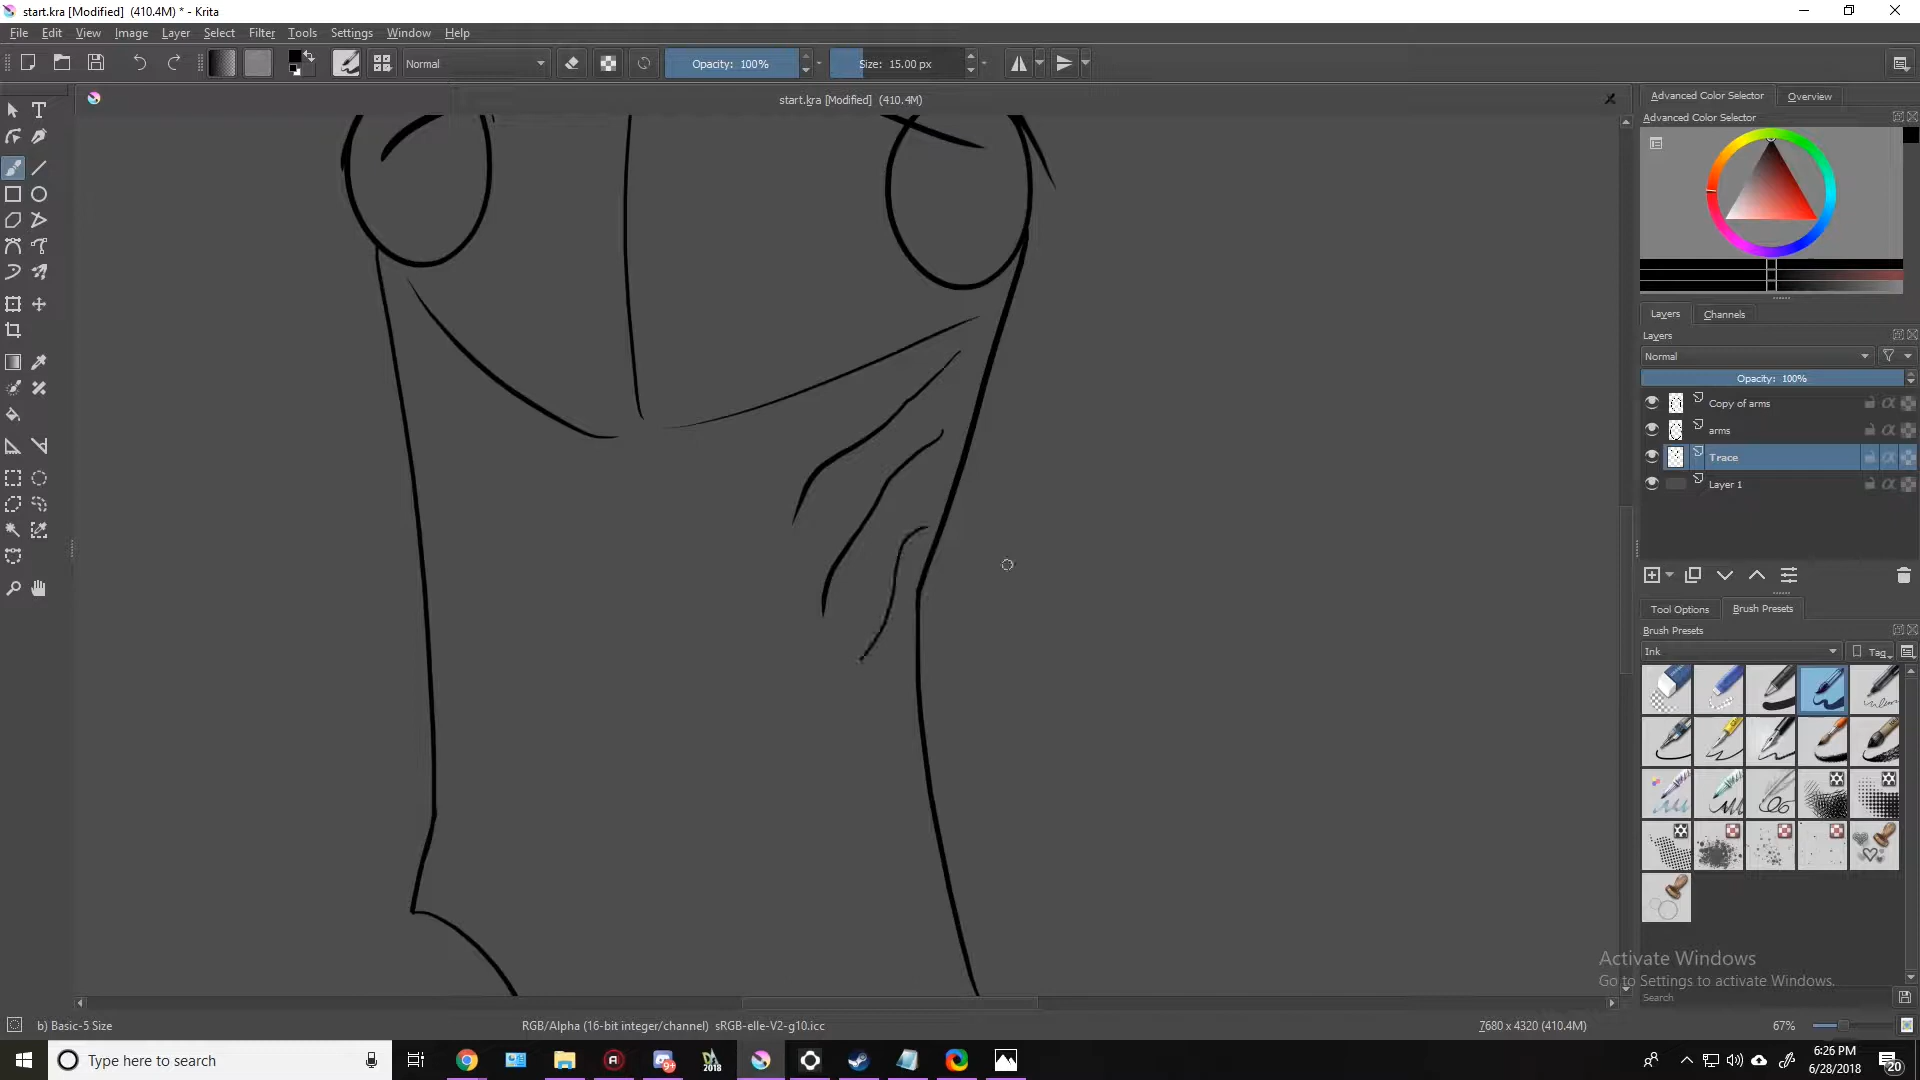 start.kra [Modified]  (410.4M) * - Krita
File Edit View Image Layer Select Filter Tools Settings Window Help
Normal Opacity: 100% Size: 15.00 px
start.kra [Modified]  (410.4M)
Advanced Color Selector Overview
Advanced Color Selector
Layers Channels
Layers
Normal
Opacity: 100%
Copy of arms
arms
Trace
Layer 1
Tool Options Brush Presets
Brush Presets
Ink Tag
Activate Windows
Go to Settings to activate Windows.
Search
b) Basic-5 Size RGB/Alpha (16-bit integer/channel)  sRGB-elle-V2-g10.icc 7680 x 4320 (410.4M) 67%
Type here to search
2018
9+
6:26 PM
6/28/2018
20